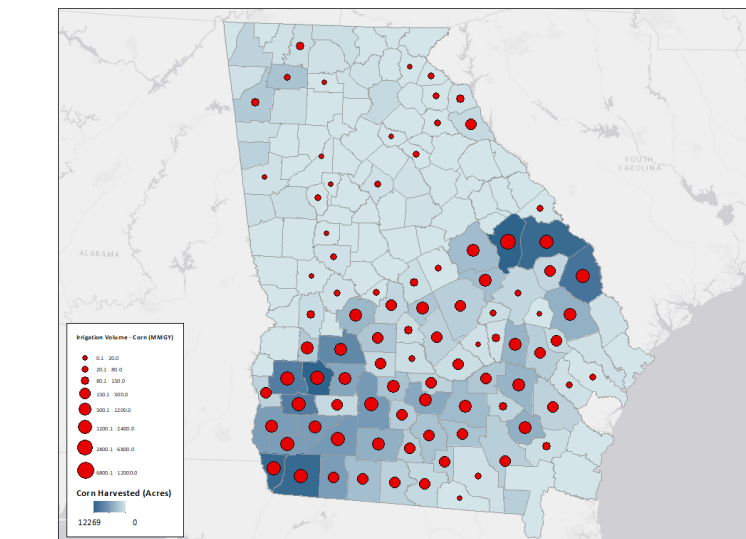 SOUTH
CAROLINA
ALABAMA
Irrigation Volume - Corn (MMGY)
0.1 - 20.0
20.1 - 80.0
80.1 - 150.0
150.1 - 500.0
500.1 - 1200.0
1200.1 - 2400.0
2400.1 - 6800.0
6800.1 - 12000.0
Corn Harvested (Acres)
12269 0